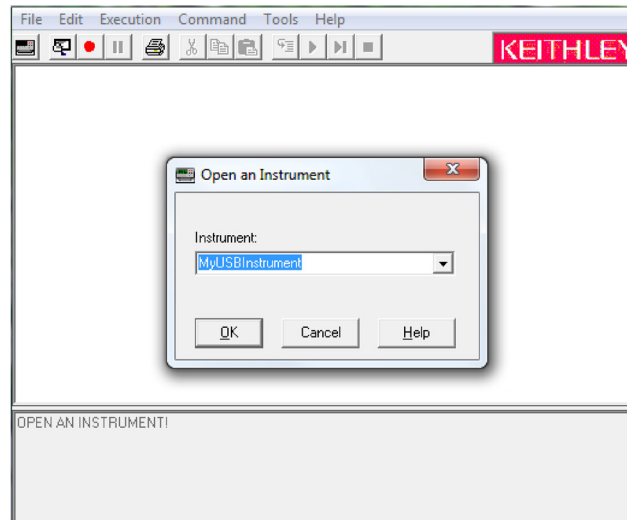 File Edit Execution Command Tools Help
KEITHLEY
Open an Instrument
Instrument:
MyUSBInstrument
OK Cancel Help
OPEN AN INSTRUMENT!